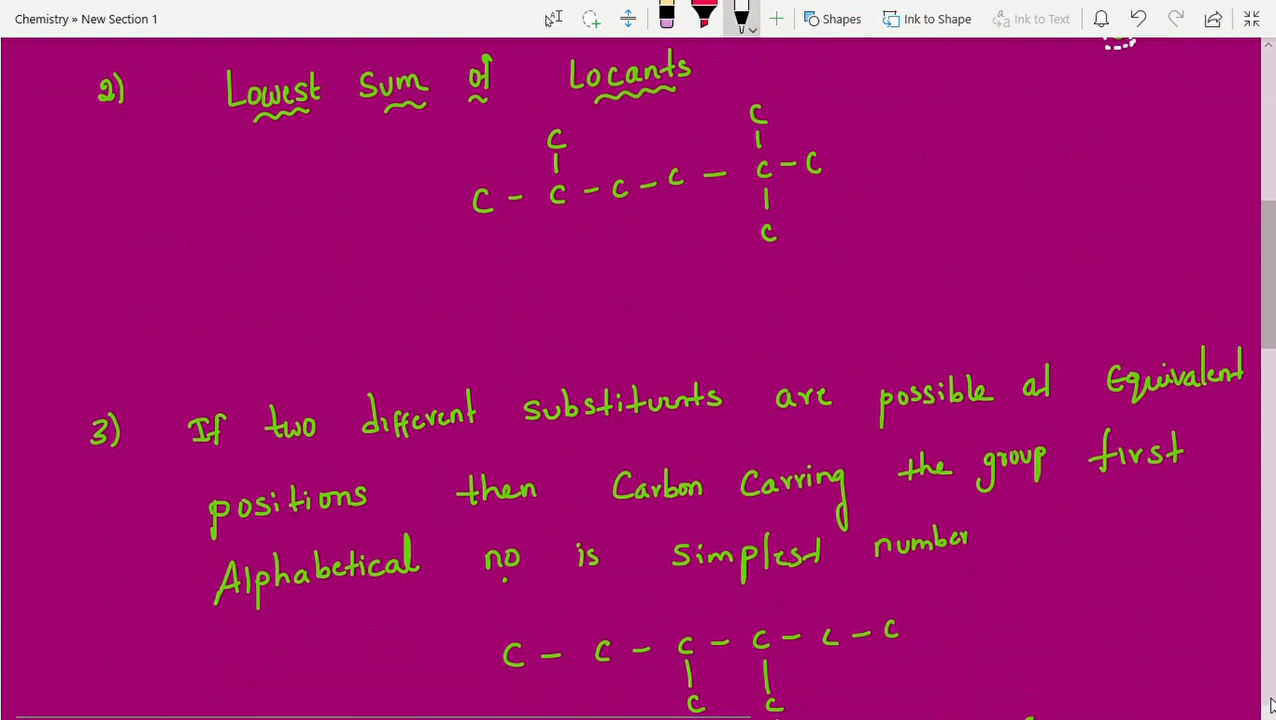 Chemistry » New Section 1
Shapes
Ink to Shape
Ink to Text
2) Lowest Sum of Locants
C C
C - C - C - C - C - C
C
3) If two different substituents are possible at Equivalent
positions then Carbon Carring the group first
Alphabetical no is simplest number
C - C - C - C - C - C
C C